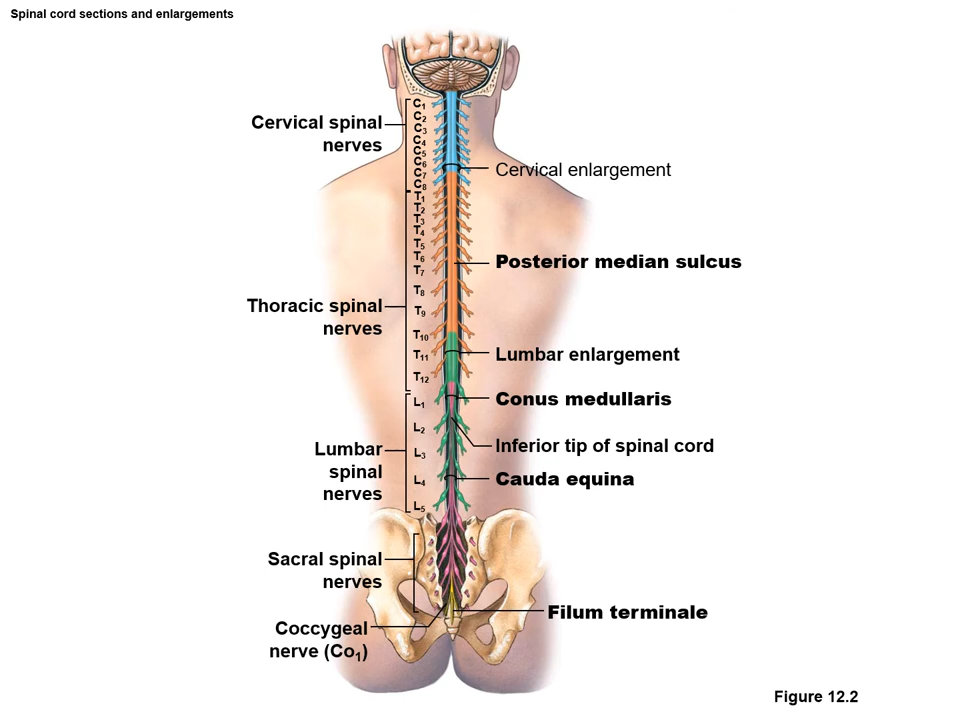 Spinal cord sections and enlargements
Cervical spinal
nerves
C1
C2
C3
C4
C5
C6
C7
C8
T1
T2
T3
T4
T5
T6
T7
T8
T9
T10
T11
T12
L1
L2
L3
L4
L5
Cervical enlargement
Posterior median sulcus
Thoracic spinal
nerves
Lumbar enlargement
Conus medullaris
Inferior tip of spinal cord
Lumbar
spinal
nerves
Cauda equina
Sacral spinal
nerves
Filum terminale
Coccygeal
nerve (Co1)
Figure 12.2